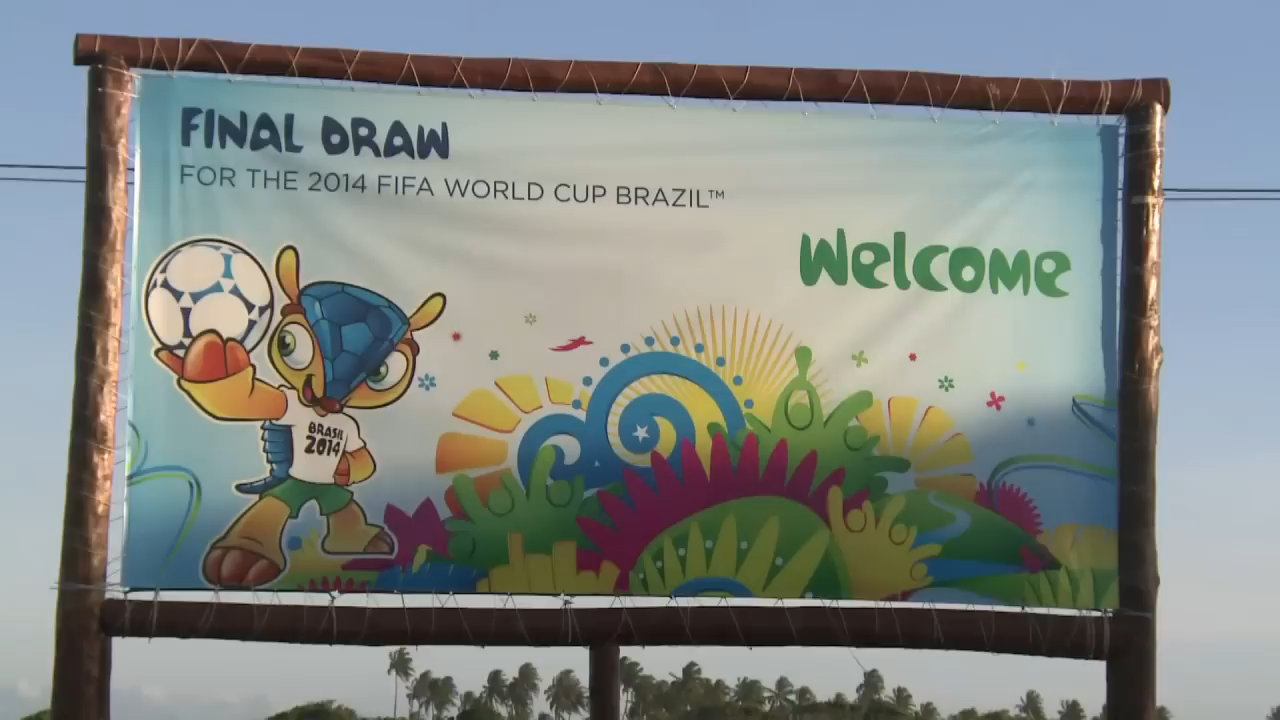 FINAL DRAW
FOR THE 2014 FIFA WORLD CUP BRAZIL™
Welcome
BRASIL
2014